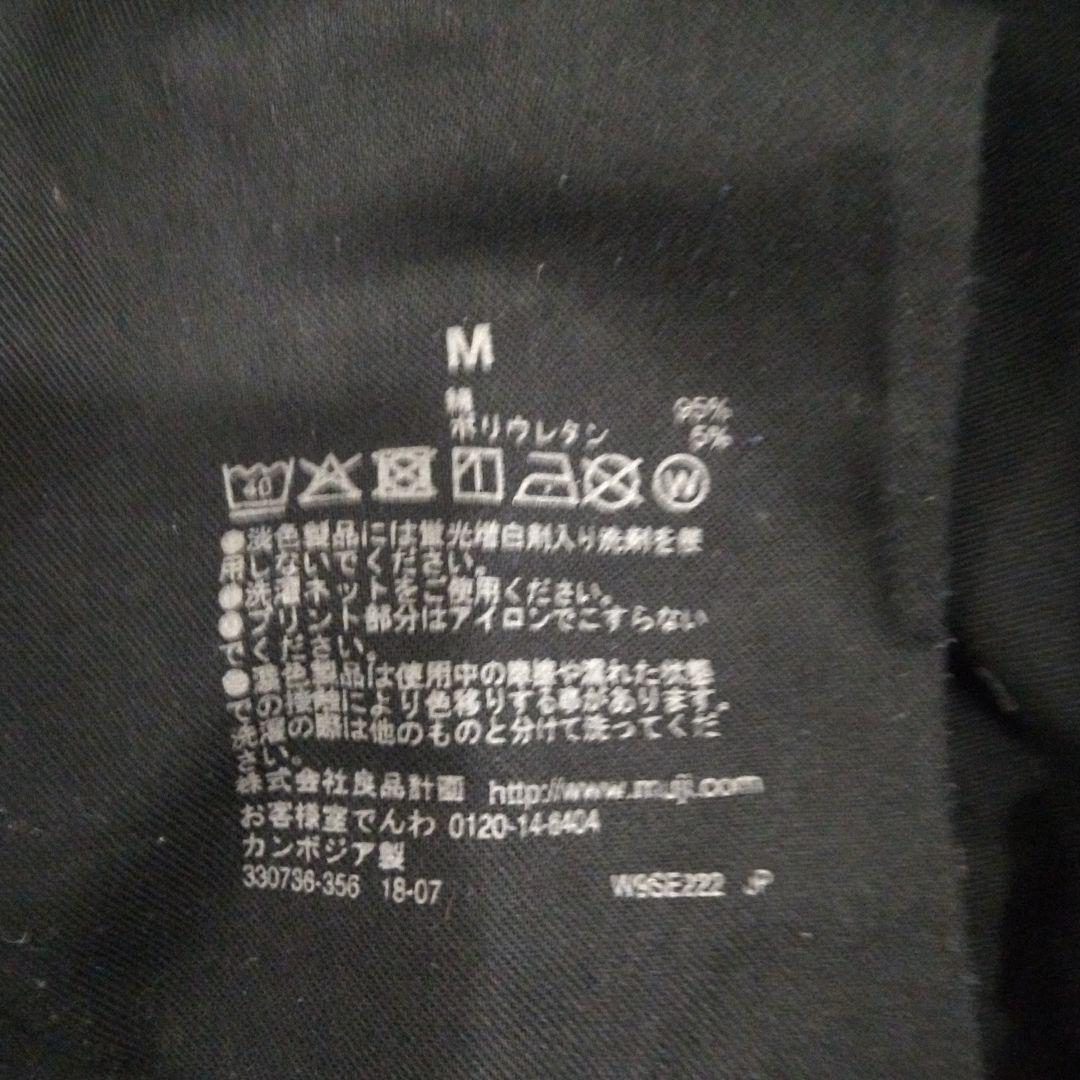 M
綿 95%
ポリウレタン 5%
40
W
●淡色製品には蛍光増白剤入り洗剤を使
用しないでください。
●洗濯ネットをご使用ください。
●プリント部分はアイロンでこすらない
でください。
●濃色製品は使用中の摩擦や濡れた状態
での接触により色移りする事があります。
洗濯の際は他のものと分けて洗ってくだ
さい。
株式会社良品計画 http://www.muji.com
お客様室でんわ 0120-14-6404
カンボジア製
330736-356 18-07 W9SE222 JP